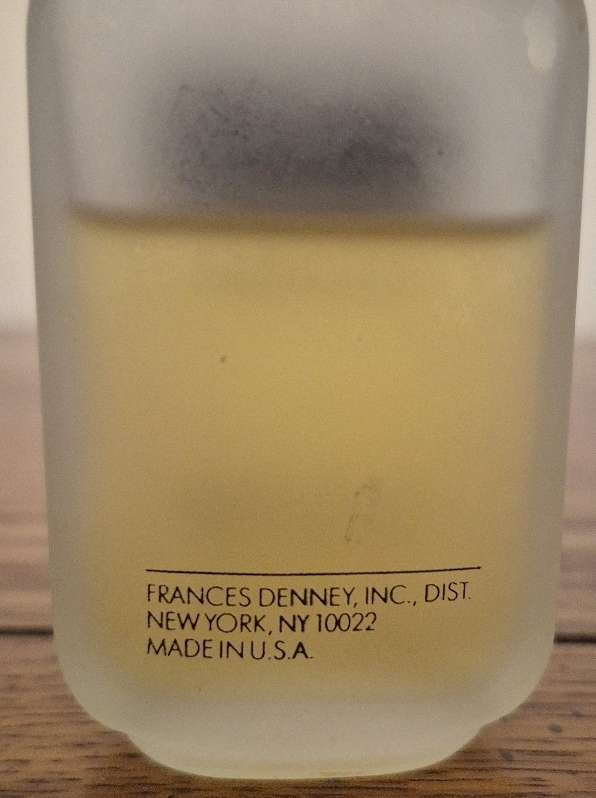 FRANCES DENNEY, INC., DIST.
NEW YORK, NY 10022
MADE IN U.S.A.